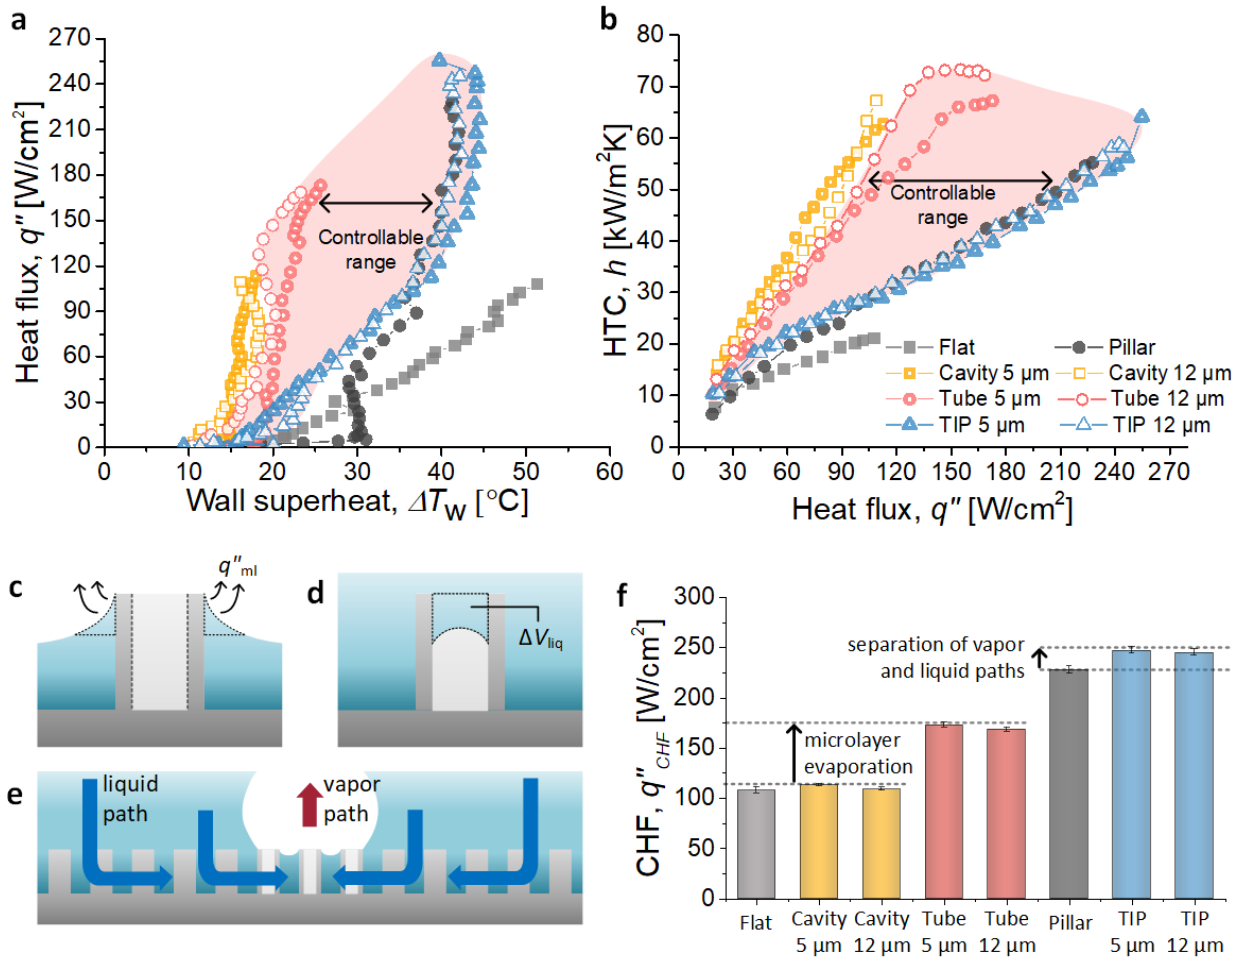 a
270
240
210
180
150
120
90
60
30
0
Heat flux, q″ [W/cm²]
Controllable
range
0 10 20 30 40 50 60
Wall superheat, ΔT_W [°C]
b
80
70
60
50
40
30
20
10
0
HTC, h [kW/m²K]
Controllable
range
Flat Pillar
Cavity 5 μm Cavity 12 μm
Tube 5 μm Tube 12 μm
TIP 5 μm TIP 12 μm
0 30 60 90 120 150 180 210 240 270
Heat flux, q″ [W/cm²]
c
q″ml
d
ΔVliq
e
liquid
path
vapor
path
f
300
250
200
150
100
50
0
CHF, q″CHF [W/cm²]
separation of vapor
and liquid paths
microlayer
evaporation
Flat Cavity Cavity Tube Tube Pillar TIP TIP
5 μm 12 μm 5 μm 12 μm 5 μm 12 μm